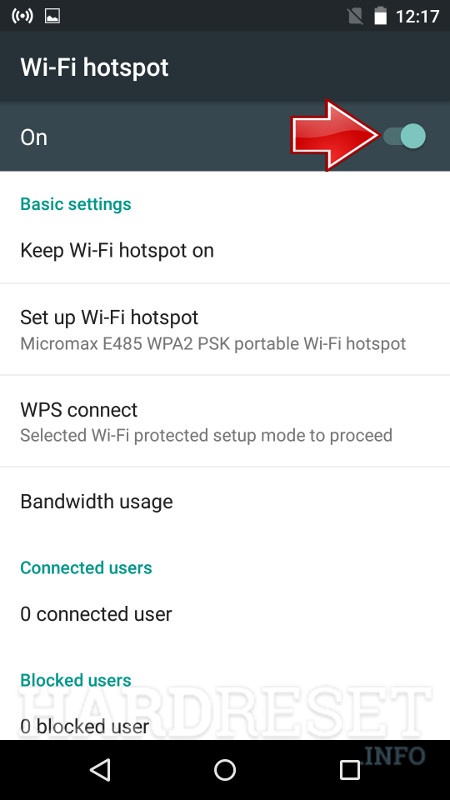 12:17
Wi-Fi hotspot
On
Basic settings
Keep Wi-Fi hotspot on
Set up Wi-Fi hotspot
Micromax E485 WPA2 PSK portable Wi-Fi hotspot
WPS connect
Selected Wi-Fi protected setup mode to proceed
Bandwidth usage
Connected users
0 connected user
Blocked users
HARDRESET
0 blocked user
.INFO